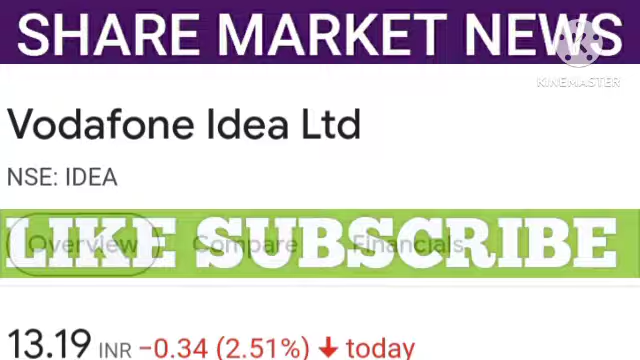 SHARE MARKET NEWS
KINEMASTER
Vodafone Idea Ltd
NSE: IDEA
LIKE SUBSCRIBE
Overview Compare Financials
13.19 INR −0.34 (2.51%) ↓ today